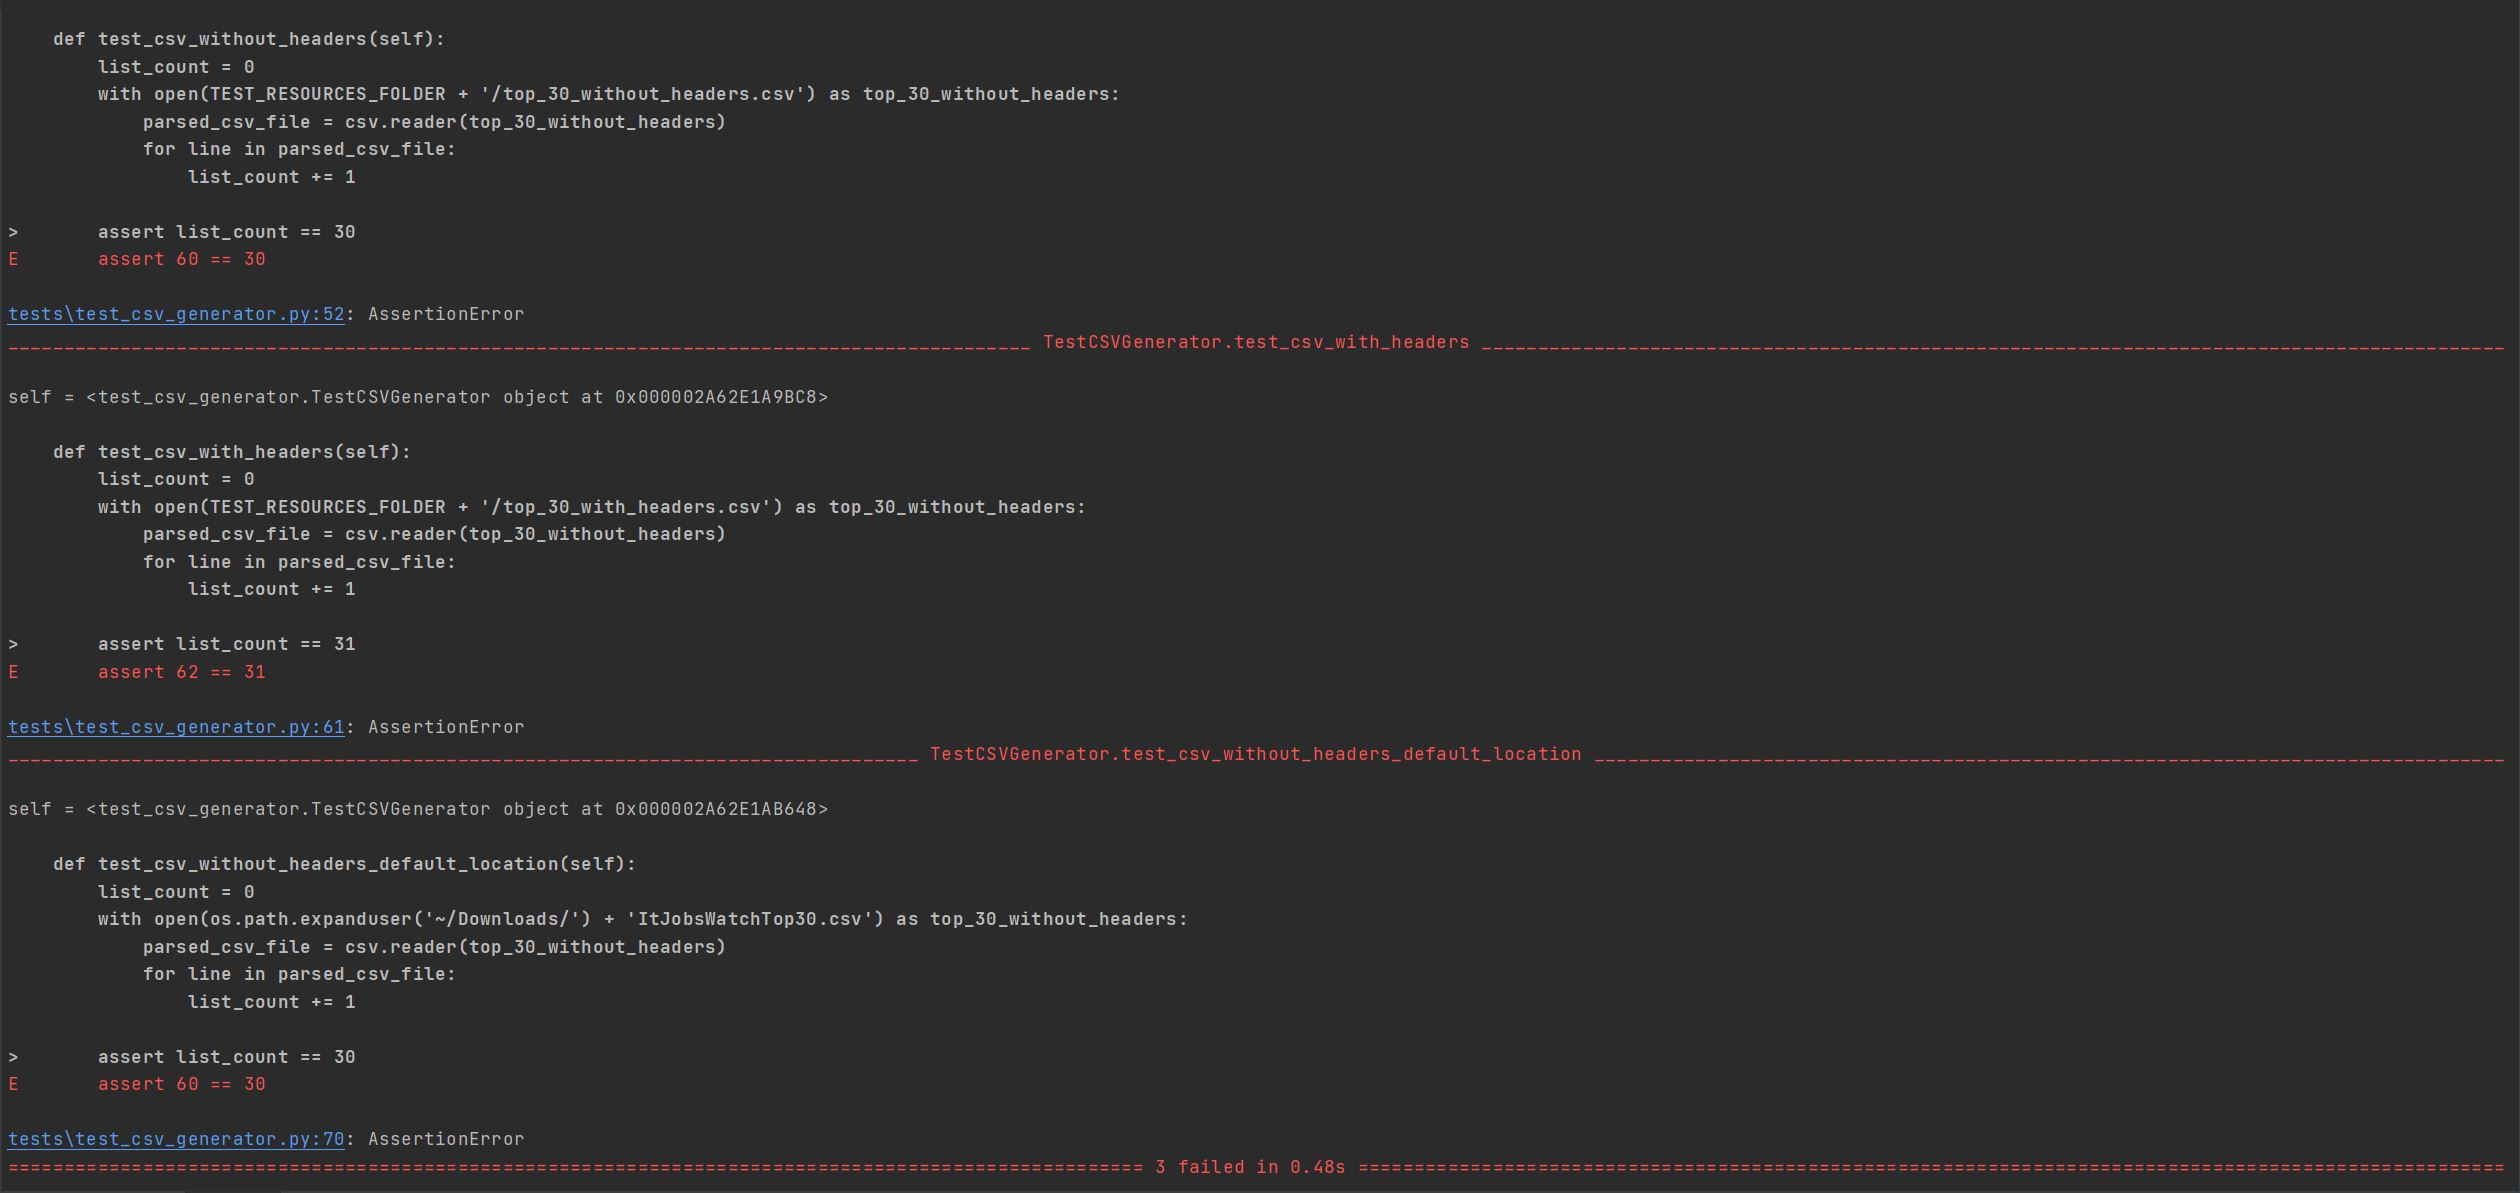 def test_csv_without_headers(self):
        list_count = 0
        with open(TEST_RESOURCES_FOLDER + '/top_30_without_headers.csv') as top_30_without_headers:
            parsed_csv_file = csv.reader(top_30_without_headers)
            for line in parsed_csv_file:
                list_count += 1

>       assert list_count == 30
E       assert 60 == 30

tests\test_csv_generator.py:52: AssertionError
___________________________________________________________________________________________ TestCSVGenerator.test_csv_with_headers ___________________________________________________________________________________________

self = <test_csv_generator.TestCSVGenerator object at 0x000002A62E1A9BC8>

    def test_csv_with_headers(self):
        list_count = 0
        with open(TEST_RESOURCES_FOLDER + '/top_30_with_headers.csv') as top_30_without_headers:
            parsed_csv_file = csv.reader(top_30_without_headers)
            for line in parsed_csv_file:
                list_count += 1

>       assert list_count == 31
E       assert 62 == 31

tests\test_csv_generator.py:61: AssertionError
_________________________________________________________________________________ TestCSVGenerator.test_csv_without_headers_default_location _________________________________________________________________________________

self = <test_csv_generator.TestCSVGenerator object at 0x000002A62E1AB648>

    def test_csv_without_headers_default_location(self):
        list_count = 0
        with open(os.path.expanduser('~/Downloads/') + 'ItJobsWatchTop30.csv') as top_30_without_headers:
            parsed_csv_file = csv.reader(top_30_without_headers)
            for line in parsed_csv_file:
                list_count += 1

>       assert list_count == 30
E       assert 60 == 30

tests\test_csv_generator.py:70: AssertionError
===================================================================================================== 3 failed in 0.48s ======================================================================================================